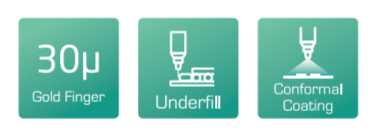 30µ
Gold Finger
Underfill
Conformal
Coating